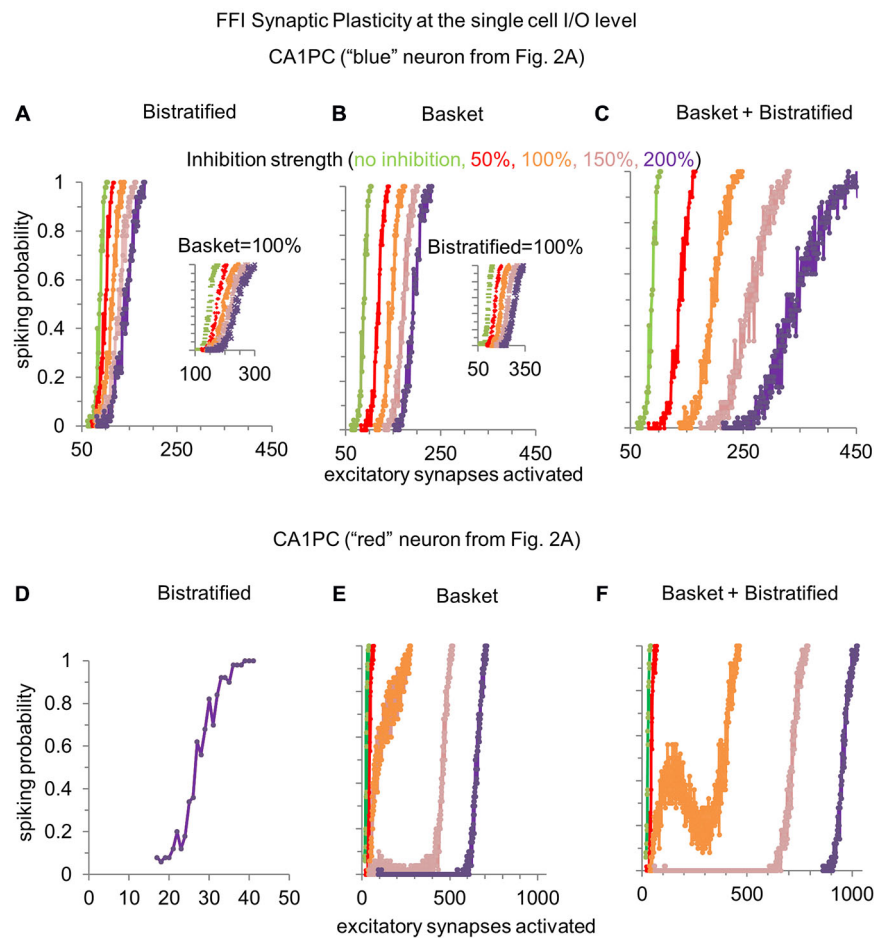 FFI Synaptic Plasticity at the single cell I/O level
CA1PC (“blue” neuron from Fig. 2A)
A Bistratified B Basket C Basket + Bistratified
Inhibition strength (no inhibition, 50%, 100%, 150%, 200%)
1
0.8
0.6
0.4
0.2
0
spiking probability
50 250 450
Basket=100%
100 300
50 250 450
Bistratified=100%
50 350
50 250 450
excitatory synapses activated
CA1PC (“red” neuron from Fig. 2A)
D Bistratified E Basket F Basket + Bistratified
1
0.8
0.6
0.4
0.2
0
spiking probability
0 10 20 30 40 50
0 500 1000
0 500 1000
excitatory synapses activated